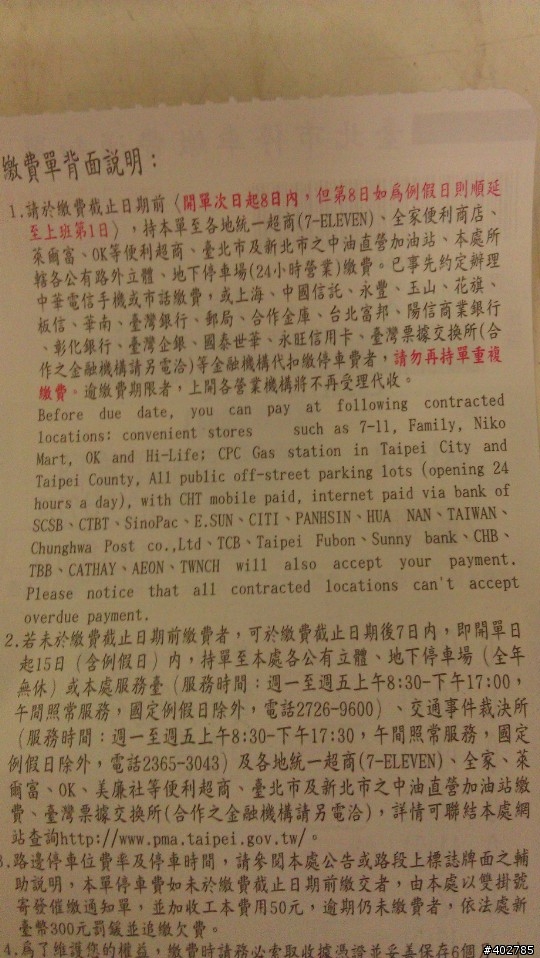 繳費單背面說明：
1.請於繳費截止日期前〈開單次日起8日內，但第8日如為例假日則順延
至上班第1日〉，持本單至各地統一超商(7-ELEVEN)、全家便利商店、
萊爾富、OK等便利超商、臺北市及新北市之中油直營加油站、本處所
轄各公有路外立體、地下停車場(24小時營業)繳費。已事先約定辦理
中華電信手機或市話繳費，或上海、中國信託、永豐、玉山、花旗、
板信、華南、臺灣銀行、郵局、合作金庫、台北富邦、陽信商業銀行
、彰化銀行、臺灣企銀、國泰世華、永旺信用卡、臺灣票據交換所(合
作之金融機構請另電洽)等金融機構代扣繳停車費者，請勿再持單重複
繳費。逾繳費期限者，上開各營業機構將不再受理代收。
Before due date, you can pay at following contracted
locations: convenient stores such as 7-11, Family, Niko
Mart, OK and Hi-Life; CPC Gas station in Taipei City and
Taipei County, All public off-street parking lots (opening 24
hours a day), with CHT mobile paid, internet paid via bank of
SCSB、CTBT、SinoPac、E.SUN、CITI、PANHSIN、HUA NAN、TAIWAN、
Chunghwa Post co.,Ltd、TCB、Taipei Fubon、Sunny bank、CHB、
TBB、CATHAY、AEON、TWNCH will also accept your payment.
Please notice that all contracted locations can't accept
overdue payment.
2.若未於繳費截止日期前繳費者，可於繳費截止日期後7日內，即開單日
起15日（含例假日）內，持單至本處各公有立體、地下停車場（全年
無休）或本處服務臺（服務時間：週一至週五上午8:30-下午17:00，
午間照常服務，國定例假日除外，電話2726-9600）、交通事件裁決所
（服務時間：週一至週五上午8:30-下午17:30，午間照常服務，國定
例假日除外，電話2365-3043）及各地統一超商(7-ELEVEN)、全家、萊
爾富、OK、美廉社等便利超商、臺北市及新北市之中油直營加油站繳
費、臺灣票據交換所(合作之金融機構請另電洽)，詳情可聯結本處網
站查詢http://www.pma.taipei.gov.tw/。
3.路邊停車位費率及停車時間，請參閱本處公告或路段上標誌牌面之輔
助說明，本單停車費如未於繳費截止日期前繳交者，由本處以雙掛號
寄發催繳通知單，並加收工本費用50元，逾期仍未繳費者，依法處新
臺幣300元罰鍰並追繳欠費。
4.為了維護您的權益，繳費時請務必索取收據憑證並妥善保存6個
#402785